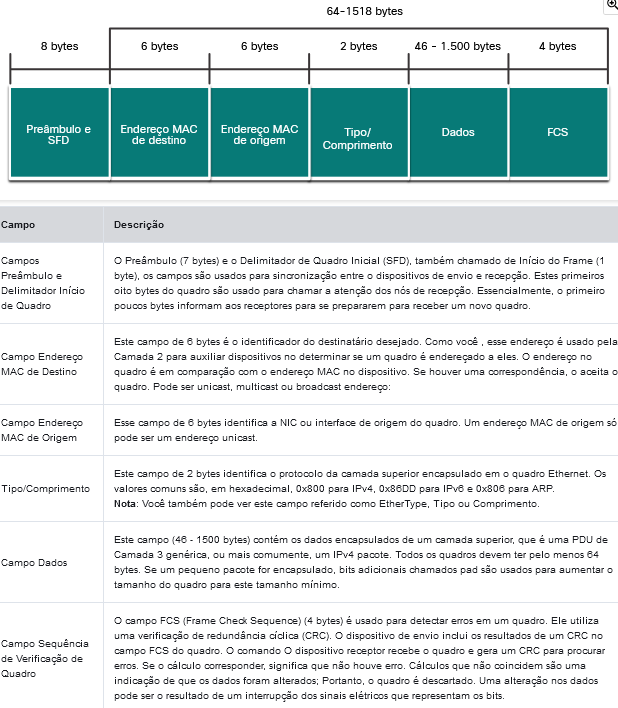 64-1518 bytes
8 bytes
6 bytes
6 bytes
2 bytes
46 - 1.500 bytes
4 bytes
Preâmbulo e
SFD
Endereço MAC
de destino
Endereço MAC
de origem
Tipo/
Comprimento
Dados
FCS
Campo
Descrição
Campos
Preâmbulo e
Delimitador Início
de Quadro
O Preâmbulo (7 bytes) e o Delimitador de Quadro Inicial (SFD), também chamado de Início do Frame (1
byte), os campos são usados para sincronização entre o dispositivos de envio e recepção. Estes primeiros
oito bytes do quadro são usados para chamar a atenção dos nós de recepção. Essencialmente, o primeiro
poucos bytes informam aos receptores para se prepararem para receber um novo quadro.
Campo Endereço
MAC de Destino
Este campo de 6 bytes é o identificador do destinatário desejado. Como você , esse endereço é usado pela
Camada 2 para auxiliar dispositivos no determinar se um quadro é endereçado a eles. O endereço no
quadro é em comparação com o endereço MAC no dispositivo. Se houver uma correspondência, o aceita o
quadro. Pode ser unicast, multicast ou broadcast endereço:
Campo Endereço
MAC de Origem
Esse campo de 6 bytes identifica a NIC ou interface de origem do quadro. Um endereço MAC de origem só
pode ser um endereço unicast.
Tipo/Comprimento
Este campo de 2 bytes identifica o protocolo da camada superior encapsulado em o quadro Ethernet. Os
valores comuns são, em hexadecimal, 0x800 para IPv4, 0x86DD para IPv6 e 0x806 para ARP.
Nota: Você também pode ver este campo referido como EtherType, Tipo ou Comprimento.
Campo Dados
Este campo (46 - 1500 bytes) contém os dados encapsulados de um camada superior, que é uma PDU de
Camada 3 genérica, ou mais comumente, um IPv4 pacote. Todos os quadros devem ter pelo menos 64
bytes. Se um pequeno pacote for encapsulado, bits adicionais chamados pad são usados para aumentar o
tamanho do quadro para este tamanho mínimo.
Campo Sequência
de Verificação de
Quadro
O campo FCS (Frame Check Sequence) (4 bytes) é usado para detectar erros em um quadro. Ele utiliza
uma verificação de redundância cíclica (CRC). O dispositivo de envio inclui os resultados de um CRC no
campo FCS do quadro. O comando O dispositivo receptor recebe o quadro e gera um CRC para procurar
erros. Se o cálculo corresponder, significa que não houve erro. Cálculos que não coincidem são uma
indicação de que os dados foram alterados; Portanto, o quadro é descartado. Uma alteração nos dados
pode ser o resultado de um interrupção dos sinais elétricos que representam os bits.